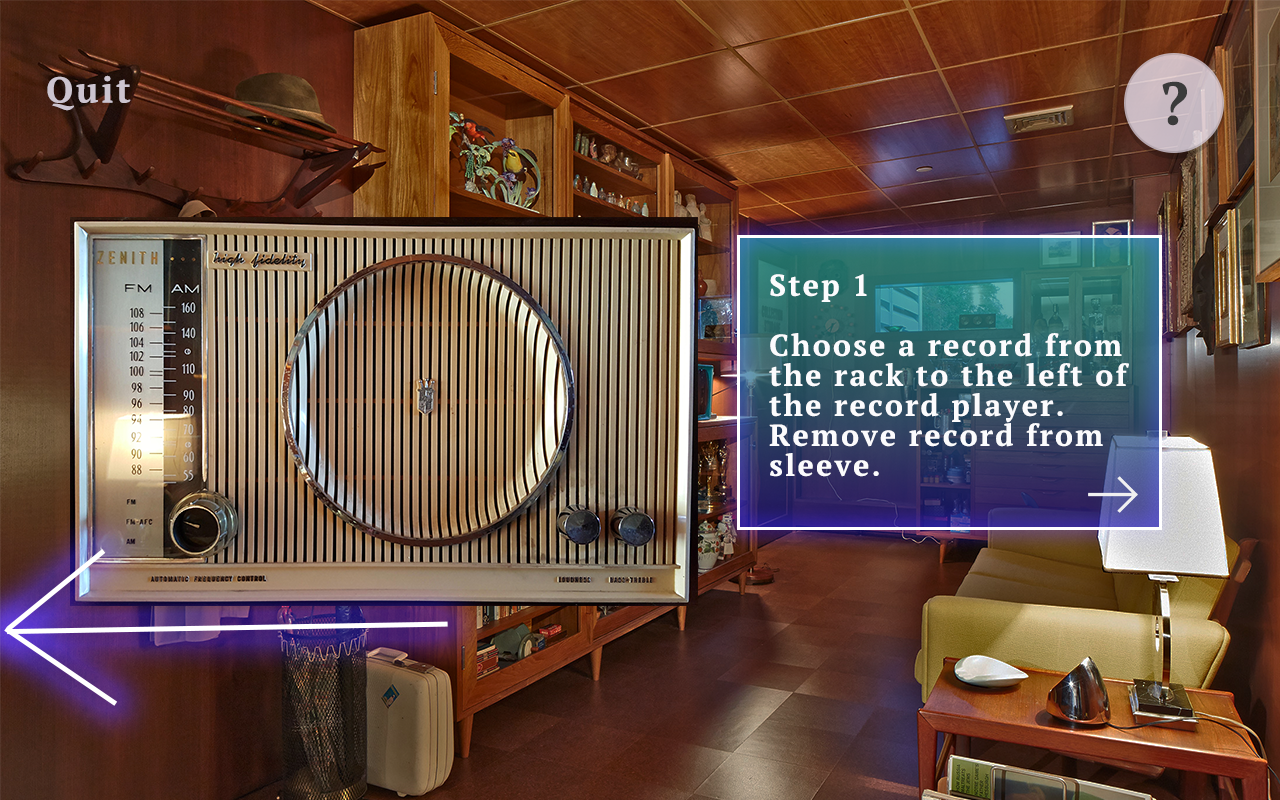 Quit
?
ZENITH
high fidelity
FM AM
108
160
106
104
140
102
100
110
98
96
90
80
94
92
70
90
60
88
55
FM
FM-AFC
AM
AUTOMATIC FREQUENCY CONTROL
LOUDNESS
BASS-TREBLE
Step 1
Choose a record from
the rack to the left of
the record player.
Remove record from
sleeve.